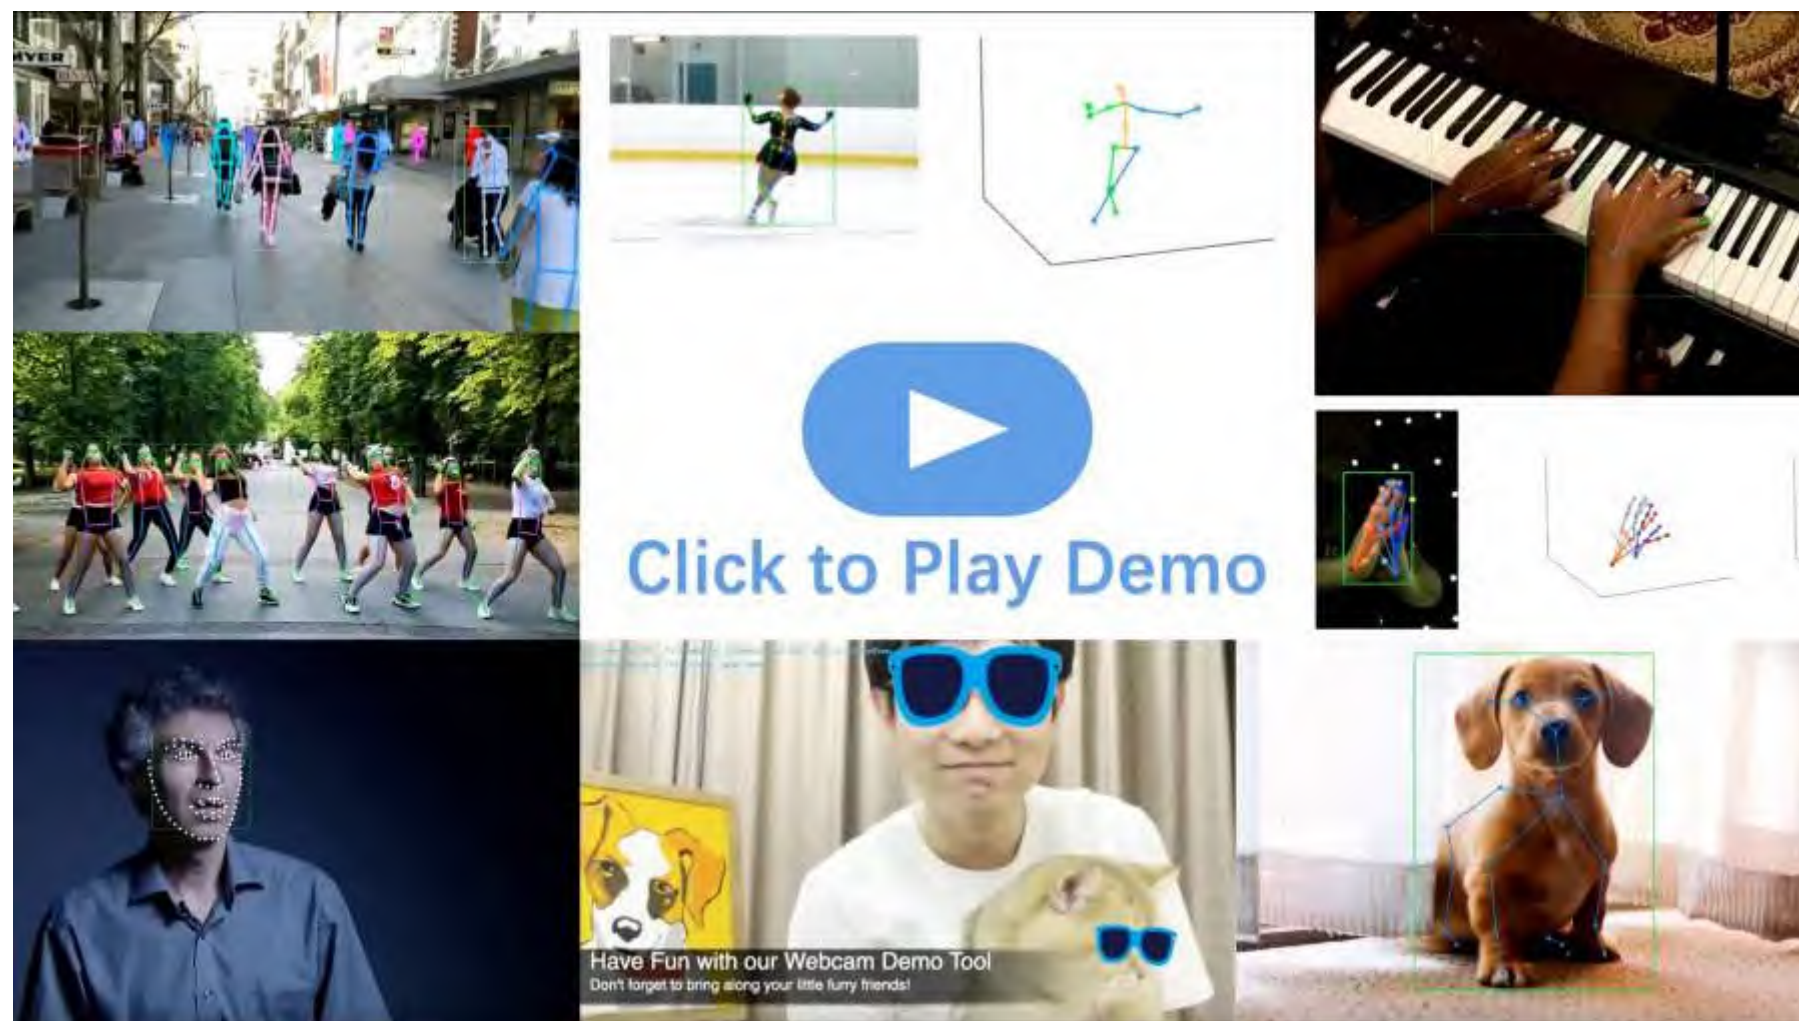 MYER
Click to Play Demo
Have Fun with our Webcam Demo Tool
Don't forget to bring along your little furry friends!